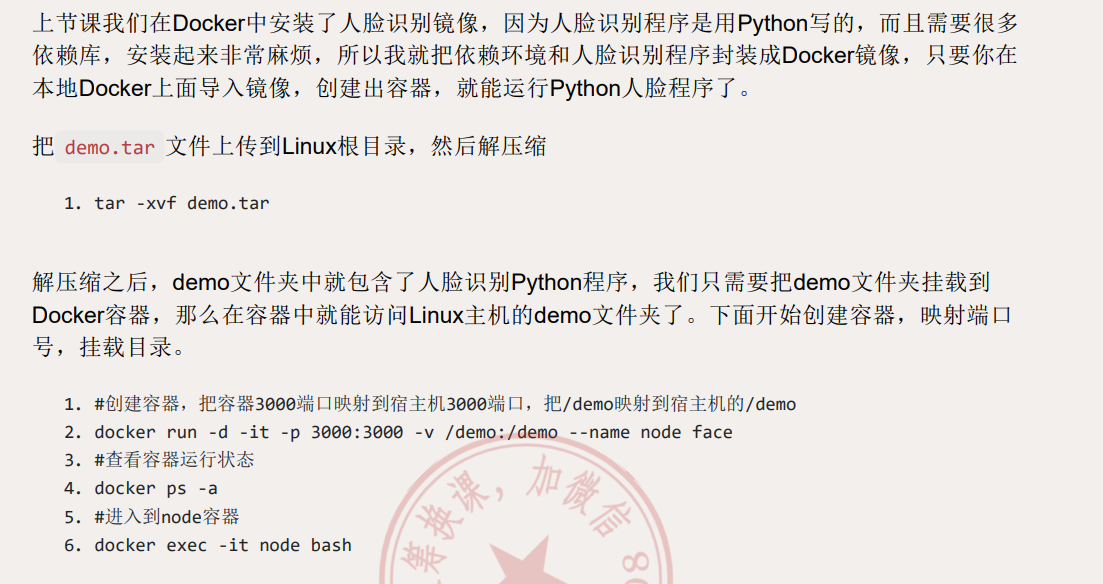 上节课我们在Docker中安装了人脸识别镜像，因为人脸识别程序是用Python写的，而且需要很多
依赖库，安装起来非常麻烦，所以我就把依赖环境和人脸识别程序封装成Docker镜像，只要你在
本地Docker上面导入镜像，创建出容器，就能运行Python人脸程序了。
把 demo.tar 文件上传到Linux根目录，然后解压缩
1. tar -xvf demo.tar
解压缩之后，demo文件夹中就包含了人脸识别Python程序，我们只需要把demo文件夹挂载到
Docker容器，那么在容器中就能访问Linux主机的demo文件夹了。下面开始创建容器，映射端口
号，挂载目录。
1. #创建容器，把容器3000端口映射到宿主机3000端口，把/demo映射到宿主机的/demo
2. docker run -d -it -p 3000:3000 -v /demo:/demo --name node face
3. #查看容器运行状态
4. docker ps -a
5. #进入到node容器
6. docker exec -it node bash
筹换课，加微信 8